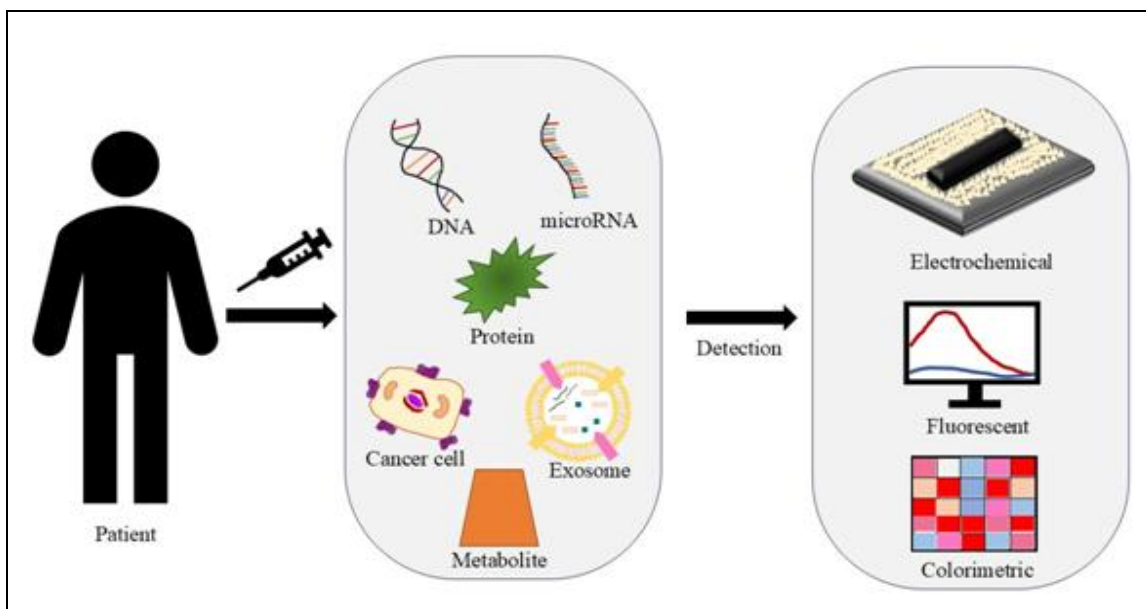 Patient
DNA
microRNA
Protein
Cancer cell
Exosome
Metabolite
Detection
Electrochemical
Fluorescent
Colorimetric